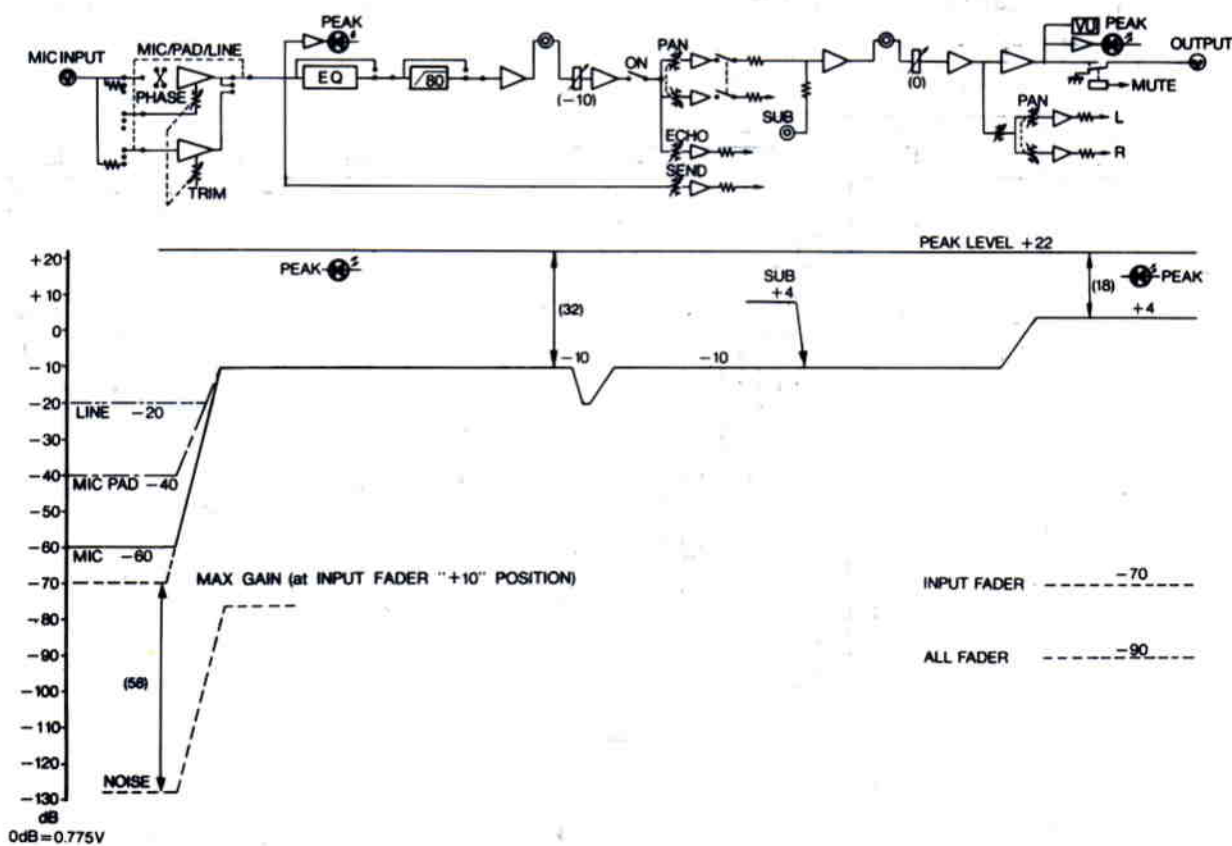 PEAK
VU PEAK
MIC/PAD/LINE
MIC INPUT
PAN
OUTPUT
ON
EQ
/80
PHASE
(-10)
(0)
MUTE
SUB
PAN
L
ECHO
R
SEND
TRIM
PEAK LEVEL +22
+20
PEAK
SUB
(18)
PEAK
+10
+4
(32)
+4
0
-10
-10
-10
-20
LINE -20
-30
-40
MIC PAD -40
-50
-60
MIC -60
-70
MAX GAIN (at INPUT FADER "+10" POSITION)
-70
INPUT FADER
-80
-90
ALL FADER
-90
(58)
-100
-110
-120
NOISE
-130
dB
0dB=0.775V